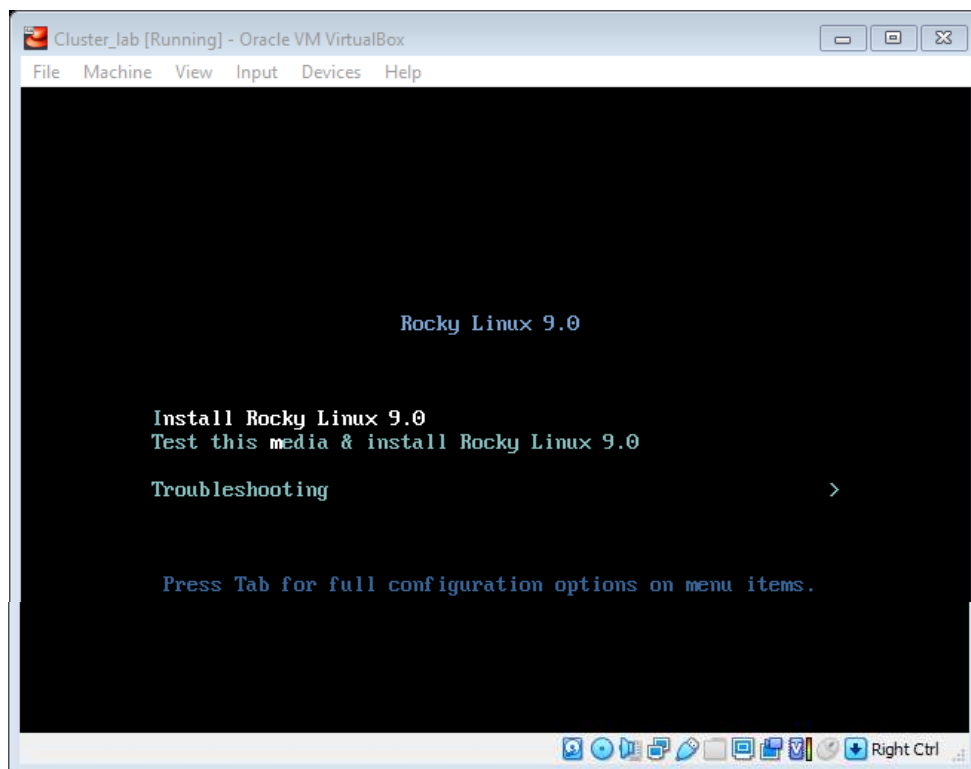 Cluster_lab [Running] - Oracle VM VirtualBox
File Machine View Input Devices Help
Rocky Linux 9.0
Install Rocky Linux 9.0
Test this media & install Rocky Linux 9.0
Troubleshooting >
Press Tab for full configuration options on menu items.
Right Ctrl